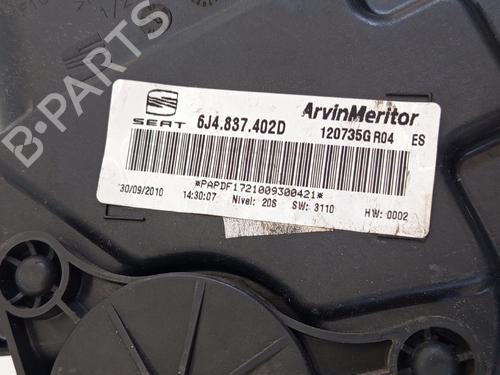 B-PARTS
SEAT
6J4.837.402D
ArvinMeritor
120735G R04 ES
*PAPDF1721009300421*
30/09/2010 14:30:07 Nivel: 20S SW: 3110 HW: 0002